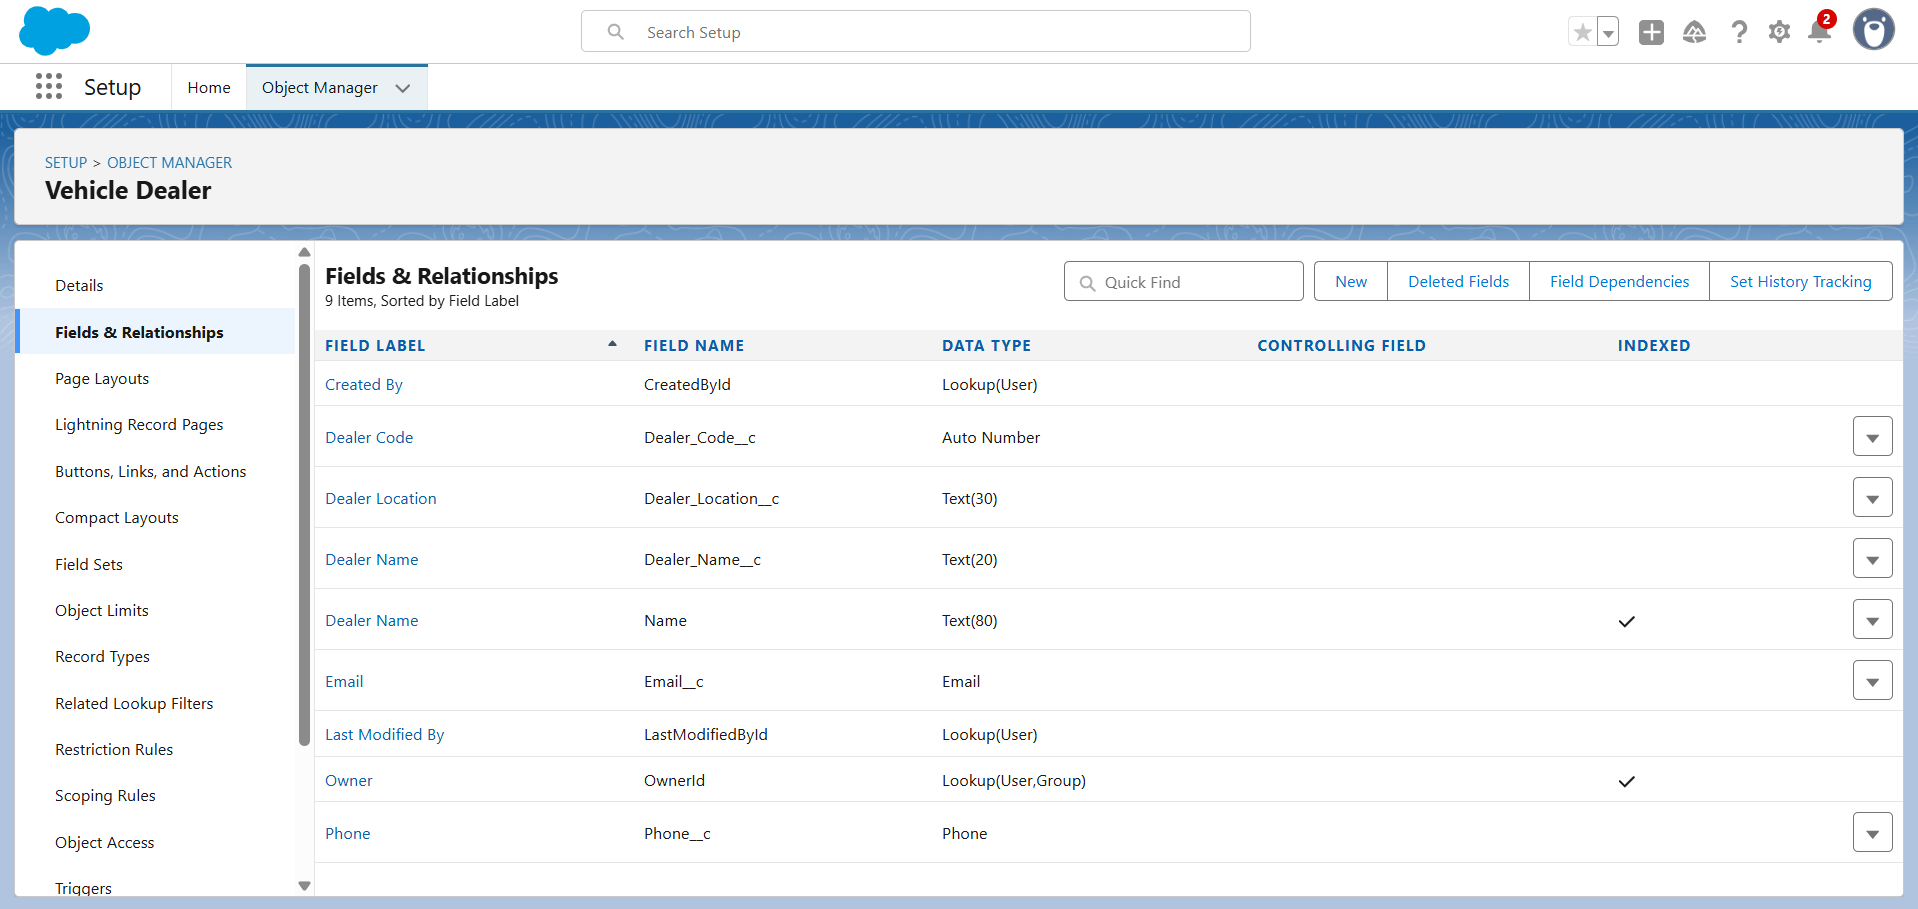 Search Setup
2
Setup
Home
Object Manager
SETUP > OBJECT MANAGER
Vehicle Dealer
Details
Fields & Relationships
Page Layouts
Lightning Record Pages
Buttons, Links, and Actions
Compact Layouts
Field Sets
Object Limits
Record Types
Related Lookup Filters
Restriction Rules
Scoping Rules
Object Access
Triggers
Fields & Relationships
9 Items, Sorted by Field Label
Quick Find
New
Deleted Fields
Field Dependencies
Set History Tracking
FIELD LABEL FIELD NAME DATA TYPE CONTROLLING FIELD INDEXED
Created By CreatedById Lookup(User)
Dealer Code Dealer_Code__c Auto Number
Dealer Location Dealer_Location__c Text(30)
Dealer Name Dealer_Name__c Text(20)
Dealer Name Name Text(80)
Email Email__c Email
Last Modified By LastModifiedById Lookup(User)
Owner OwnerId Lookup(User,Group)
Phone Phone__c Phone